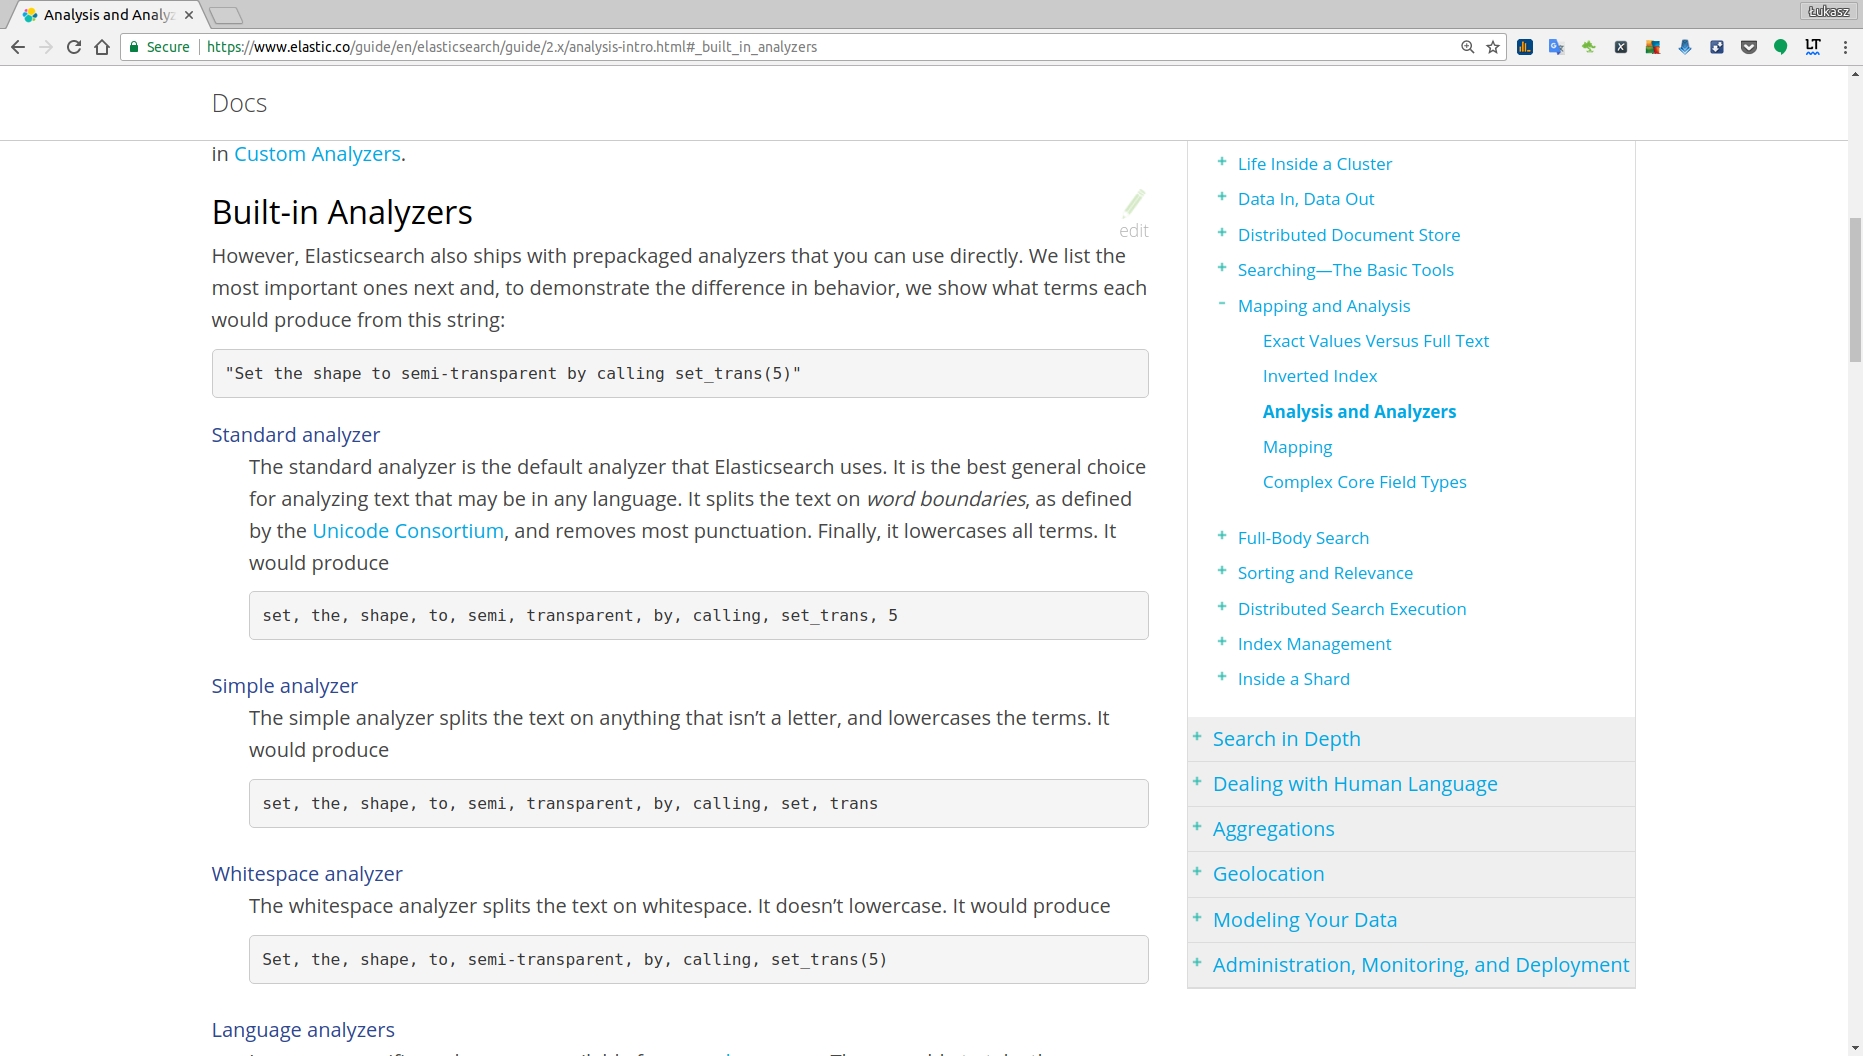 Analysis and Analyz
Łukasz
Secure
https://www.elastic.co/guide/en/elasticsearch/guide/2.x/analysis-intro.html#_built_in_analyzers
LT
Docs
in Custom Analyzers.
Built-in Analyzers
edit
However, Elasticsearch also ships with prepackaged analyzers that you can use directly. We list the
most important ones next and, to demonstrate the difference in behavior, we show what terms each
would produce from this string:
"Set the shape to semi-transparent by calling set_trans(5)"
Standard analyzer
The standard analyzer is the default analyzer that Elasticsearch uses. It is the best general choice
for analyzing text that may be in any language. It splits the text on word boundaries, as defined
by the Unicode Consortium, and removes most punctuation. Finally, it lowercases all terms. It
would produce
set, the, shape, to, semi, transparent, by, calling, set_trans, 5
Simple analyzer
The simple analyzer splits the text on anything that isn’t a letter, and lowercases the terms. It
would produce
set, the, shape, to, semi, transparent, by, calling, set, trans
Whitespace analyzer
The whitespace analyzer splits the text on whitespace. It doesn’t lowercase. It would produce
Set, the, shape, to, semi-transparent, by, calling, set_trans(5)
Language analyzers
+ Life Inside a Cluster
+ Data In, Data Out
+ Distributed Document Store
+ Searching—The Basic Tools
- Mapping and Analysis
Exact Values Versus Full Text
Inverted Index
Analysis and Analyzers
Mapping
Complex Core Field Types
+ Full-Body Search
+ Sorting and Relevance
+ Distributed Search Execution
+ Index Management
+ Inside a Shard
+ Search in Depth
+ Dealing with Human Language
+ Aggregations
+ Geolocation
+ Modeling Your Data
+ Administration, Monitoring, and Deployment